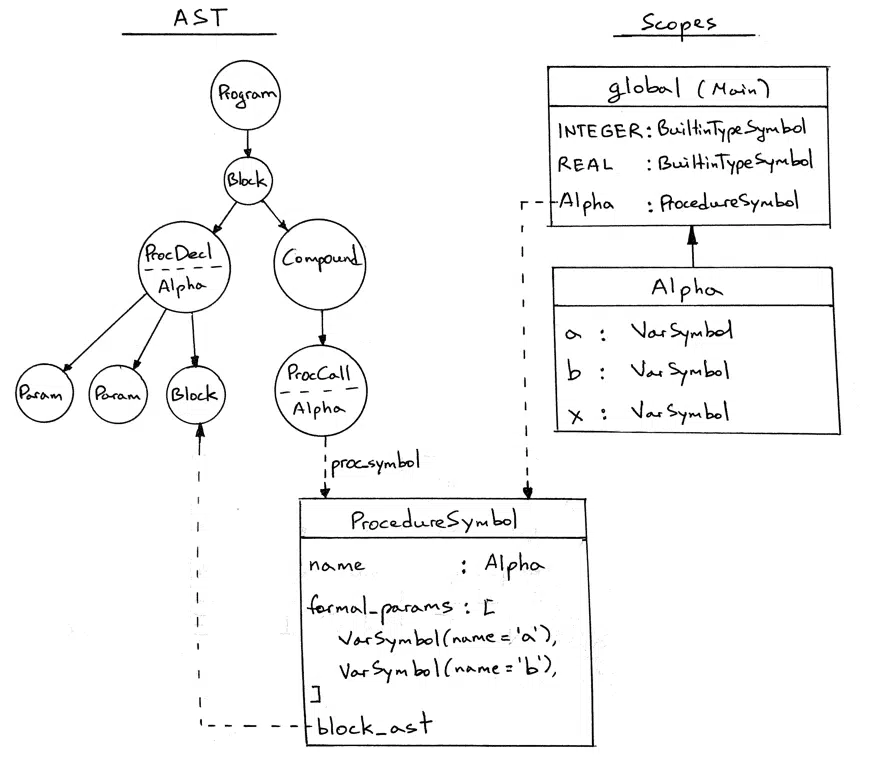 AST
Program
Block
ProcDecl
Alpha
Compound
Param
Param
Block
ProcCall
Alpha
proc_symbol
Scopes
global (Main)
INTEGER : BuiltinTypeSymbol
REAL : BuiltinTypeSymbol
Alpha : ProcedureSymbol
Alpha
a : VarSymbol
b : VarSymbol
x : VarSymbol
ProcedureSymbol
name : Alpha
formal_params : [
VarSymbol(name = 'a'),
VarSymbol(name = 'b'),
]
block_ast